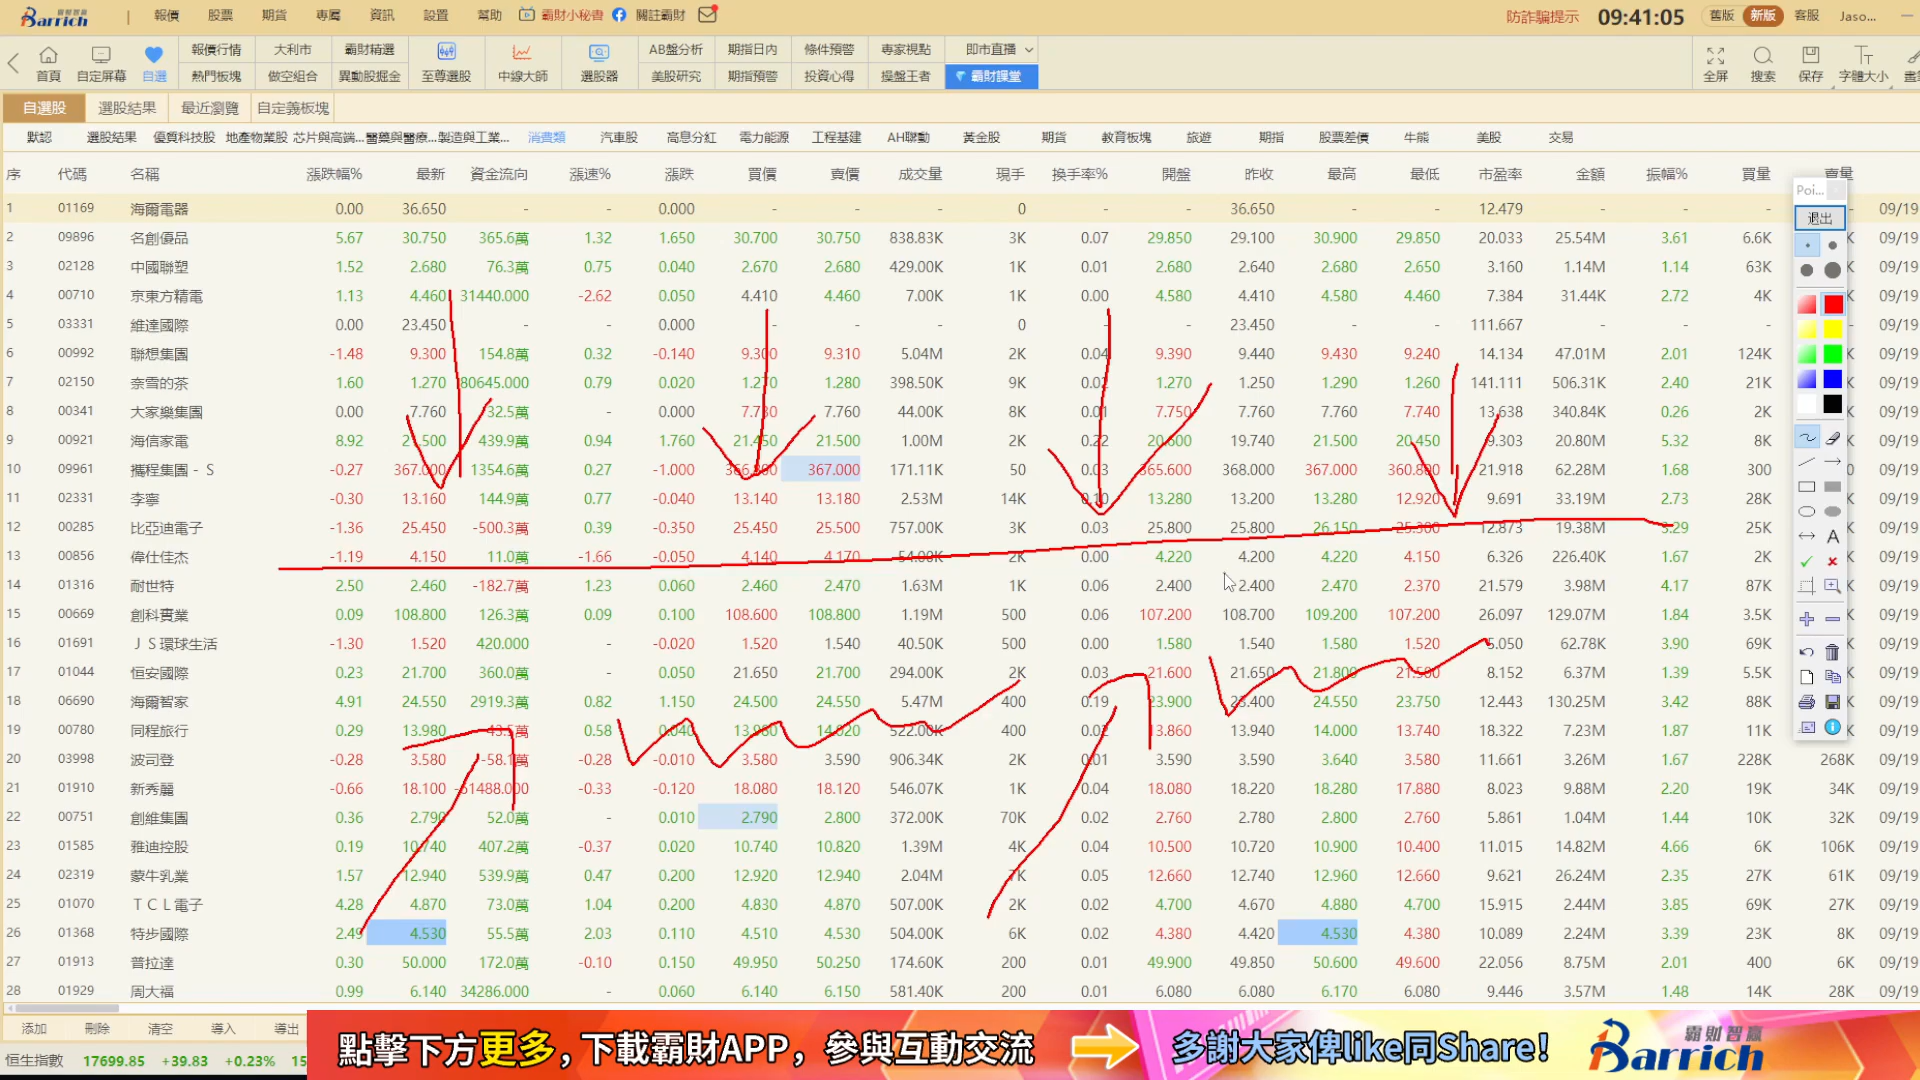 Barrich 霸財智贏 | 報價 股票 期貨 專屬 資訊 設置 幫助 霸財小秘書 關註霸財 防詐騙提示 09:41:05 舊版 新版 客服 Jaso...
首頁 自定屏幕 自選 報價行情 大利市 霸財精選 至尊選股 中線大師 選股器 AB盤分析 期指日內 條件預警 專家視點 即市直播 全屏 搜索 保存 字體大小
熱門板塊 做空組合 異動股掘金 美股研究 期指預警 投資心得 操盤王者 霸財課堂
自選股 選股結果 最近瀏覽 自定義板塊
默認 選股結果 優質科技股 地產物業股 芯片與高端... 醫藥與醫療... 製造與工業... 消費類 汽車股 高息分紅 電力能源 工程基建 AH聯動 黃金股 期貨 教育板塊 旅遊 期指 股票差價 牛熊 美股 交易
序 代碼 名稱 漲跌幅% 最新 資金流向 漲速% 漲跌 買價 賣價 成交量 現手 換手率% 開盤 昨收 最高 最低 市盈率 金額 振幅% 買量 賣量
1 01169 海爾電器 0.00 36.650 - - 0.000 - - - 0 - - 36.650 - - 12.479 - - - - 09/19
2 09896 名創優品 5.67 30.750 365.6萬 1.32 1.650 30.700 30.750 838.83K 3K 0.07 29.850 29.100 30.900 29.850 20.033 25.54M 3.61 6.6K K 09/19
3 02128 中國聯塑 1.52 2.680 76.3萬 0.75 0.040 2.670 2.680 429.00K 1K 0.01 2.680 2.640 2.680 2.650 3.160 1.14M 1.14 63K K 09/19
4 00710 京東方精電 1.13 4.460 31440.000 -2.62 0.050 4.410 4.460 7.00K 1K 0.00 4.580 4.410 4.580 4.460 7.384 31.44K 2.72 4K K 09/19
5 03331 維達國際 0.00 23.450 - - 0.000 - - - 0 - - 23.450 - - 111.667 - - - - 09/19
6 00992 聯想集團 -1.48 9.300 154.8萬 0.32 -0.140 9.300 9.310 5.04M 2K 0.04 9.390 9.440 9.430 9.240 14.134 47.01M 2.01 124K K 09/19
7 02150 奈雪的茶 1.60 1.270 80645.000 0.79 0.020 1.270 1.280 398.50K 9K 0.02 1.270 1.250 1.290 1.260 141.111 506.31K 2.40 21K K 09/19
8 00341 大家樂集團 0.00 7.760 32.5萬 - 0.000 7.730 7.760 44.00K 8K 0.01 7.750 7.760 7.760 7.740 13.638 340.84K 0.26 2K K 09/19
9 00921 海信家電 8.92 21.500 439.9萬 0.94 1.760 21.450 21.500 1.00M 2K 0.22 20.600 19.740 21.500 20.450 9.303 20.80M 5.32 8K K 09/19
10 09961 攜程集團－Ｓ -0.27 367.000 1354.6萬 0.27 -1.000 367.000 171.11K 50 0.03 365.600 368.000 367.000 360.800 21.918 62.28M 1.68 300 0 09/19
11 02331 李寧 -0.30 13.160 144.9萬 0.77 -0.040 13.140 13.180 2.53M 14K 0.10 13.280 13.200 13.280 12.920 9.691 33.19M 2.73 28K K 09/19
12 00285 比亞迪電子 -1.36 25.450 -500.3萬 0.39 -0.350 25.450 25.500 757.00K 3K 0.03 25.800 25.800 26.150 25.300 12.873 19.38M 3.29 25K K 09/19
13 00856 偉仕佳杰 -1.19 4.150 11.0萬 -1.66 -0.050 4.140 4.170 54.00K 2K 0.00 4.220 4.200 4.220 4.150 6.326 226.40K 1.67 2K K 09/19
14 01316 耐世特 2.50 2.460 -182.7萬 1.23 0.060 2.460 2.470 1.63M 1K 0.06 2.400 2.400 2.470 2.370 21.579 3.98M 4.17 87K K 09/19
15 00669 創科實業 0.09 108.800 126.3萬 0.09 0.100 108.600 108.800 1.19M 500 0.06 107.200 108.700 109.200 107.200 26.097 129.07M 1.84 3.5K K 09/19
16 01691 ＪＳ環球生活 -1.30 1.520 420.000 - -0.020 1.520 1.540 40.50K 500 0.00 1.580 1.540 1.580 1.520 5.050 62.78K 3.90 69K K 09/19
17 01044 恒安國際 0.23 21.700 360.0萬 - 0.050 21.650 21.700 294.00K 2K 0.03 21.600 21.650 21.800 21.500 8.152 6.37M 1.39 5.5K K 09/19
18 06690 海爾智家 4.91 24.550 2919.3萬 0.82 1.150 24.500 24.550 5.47M 400 0.19 23.900 23.400 24.550 23.750 12.443 130.25M 3.42 88K K 09/19
19 00780 同程旅行 0.29 13.980 -43.5萬 0.58 0.040 13.980 14.020 522.00K 400 0.02 13.860 13.940 14.000 13.740 18.322 7.23M 1.87 11K K 09/19
20 03998 波司登 -0.28 3.580 -58.1萬 -0.28 -0.010 3.580 3.590 906.34K 2K 0.01 3.590 3.590 3.640 3.580 11.661 3.26M 1.67 228K 268K 09/19
21 01910 新秀麗 -0.66 18.100 -0.33 -0.120 18.080 18.120 546.07K 1K 0.04 18.080 18.220 18.280 17.880 8.023 9.88M 2.20 19K 34K 09/19
22 00751 創維集團 0.36 2.790 52.0萬 - 0.010 2.790 2.800 372.00K 70K 0.02 2.760 2.780 2.800 2.760 5.861 1.04M 1.44 10K 32K 09/19
23 01585 雅迪控股 0.19 10.740 407.2萬 -0.37 0.020 10.740 10.820 1.39M 4K 0.04 10.500 10.720 10.900 10.400 11.015 14.82M 4.66 6K 106K 09/19
24 02319 蒙牛乳業 1.57 12.940 539.9萬 0.47 0.200 12.920 12.940 2.04M 7K 0.05 12.660 12.740 12.960 12.660 9.621 26.24M 2.35 27K 61K 09/19
25 01070 ＴＣＬ電子 4.28 4.870 73.0萬 1.04 0.200 4.830 4.870 507.00K 2K 0.02 4.700 4.670 4.880 4.700 15.915 2.44M 3.85 69K 27K 09/19
26 01368 特步國際 2.49 4.530 55.5萬 2.03 0.110 4.510 4.530 504.00K 6K 0.02 4.380 4.420 4.530 4.380 10.089 2.24M 3.39 23K 8K 09/19
27 01913 普拉達 0.30 50.000 172.0萬 -0.10 0.150 49.950 50.250 174.60K 200 0.01 49.900 49.850 50.600 49.600 22.056 8.75M 2.01 400 6K 09/19
28 01929 周大福 0.99 6.140 34286.000 - 0.060 6.140 6.150 581.40K 200 0.01 6.080 6.080 6.170 6.080 9.446 3.57M 1.48 14K 28K 09/19
Poi...
退出
A
添加 刪除 清空 導入 導出
恒生指數 17699.85 +39.83 +0.23% 15
點擊下方更多，下載霸財APP，參與互動交流 多謝大家俾like同Share！ 霸財智贏 Barrich